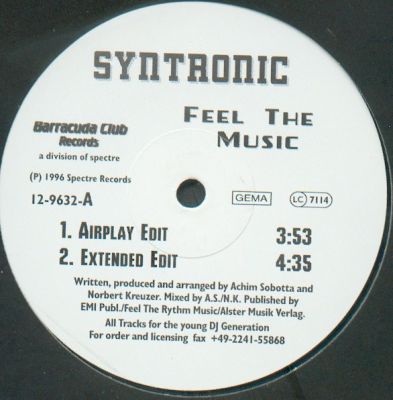 SYNTRONIC
FEEL THE
MUSIC
Barracuda Club
Records
a division of spectre
(P) 1996 Spectre Records
12-9632-A
GEMA
LC 7114
1. AIRPLAY EDIT 3:53
2. EXTENDED EDIT 4:35
Written, produced and arranged by Achim Sobotta and
Norbert Kreuzer. Mixed by A.S./N.K. Published by
EMI Publ./Feel The Rythm Music/Alster Musik Verlag.
All Tracks for the young DJ Generation
For order and licensing fax +49-2241-55868